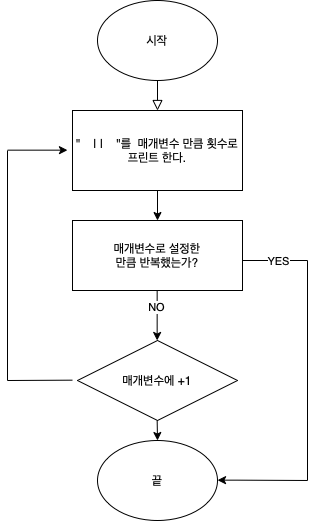 시작
"   ||   "를  매개변수 만큼 횟수로
프린트 한다.
매개변수로 설정한
만큼 반복했는가?
YES
NO
매개변수에 +1
끝